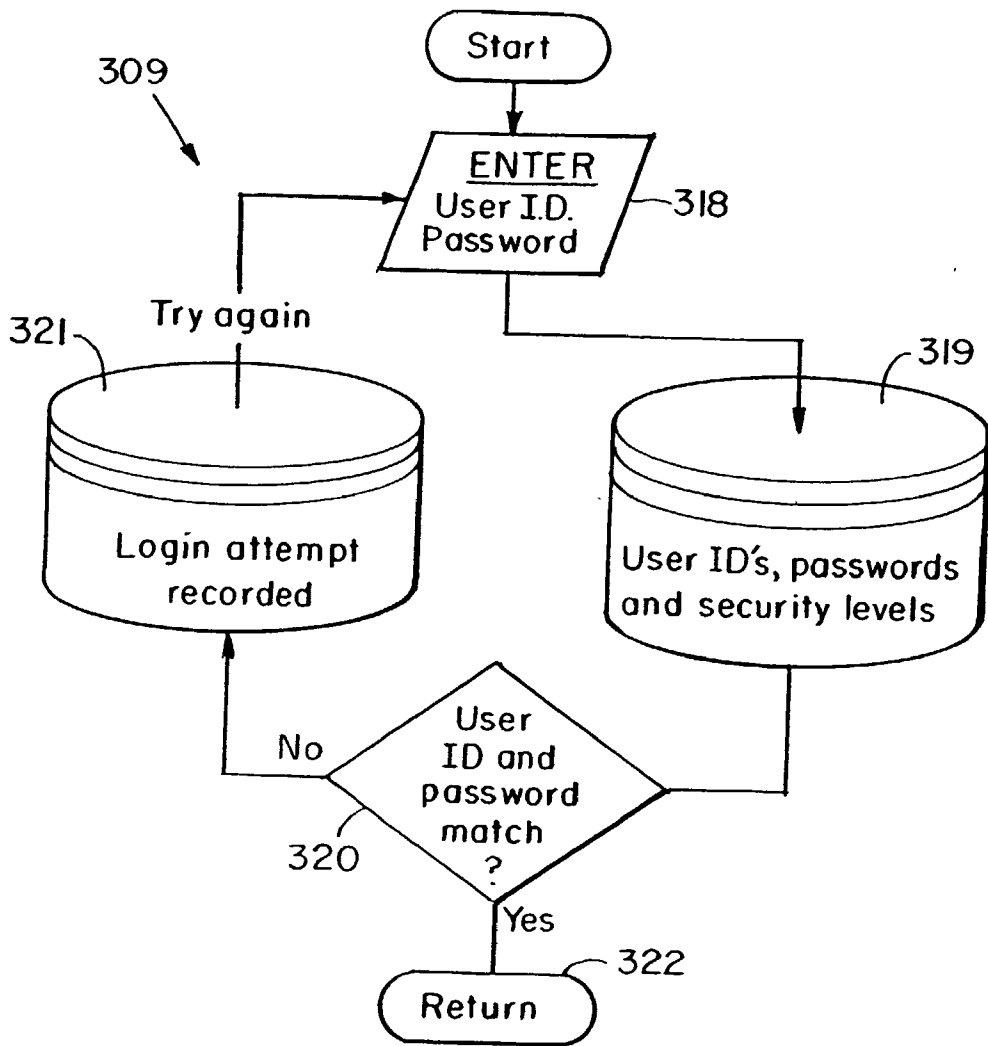 Start
309
ENTER
User I.D.
Password
318
Try again
321
319
Login attempt
recorded
User ID's, passwords
and security levels
User
ID and
password
match
?
No
320
Yes
322
Return